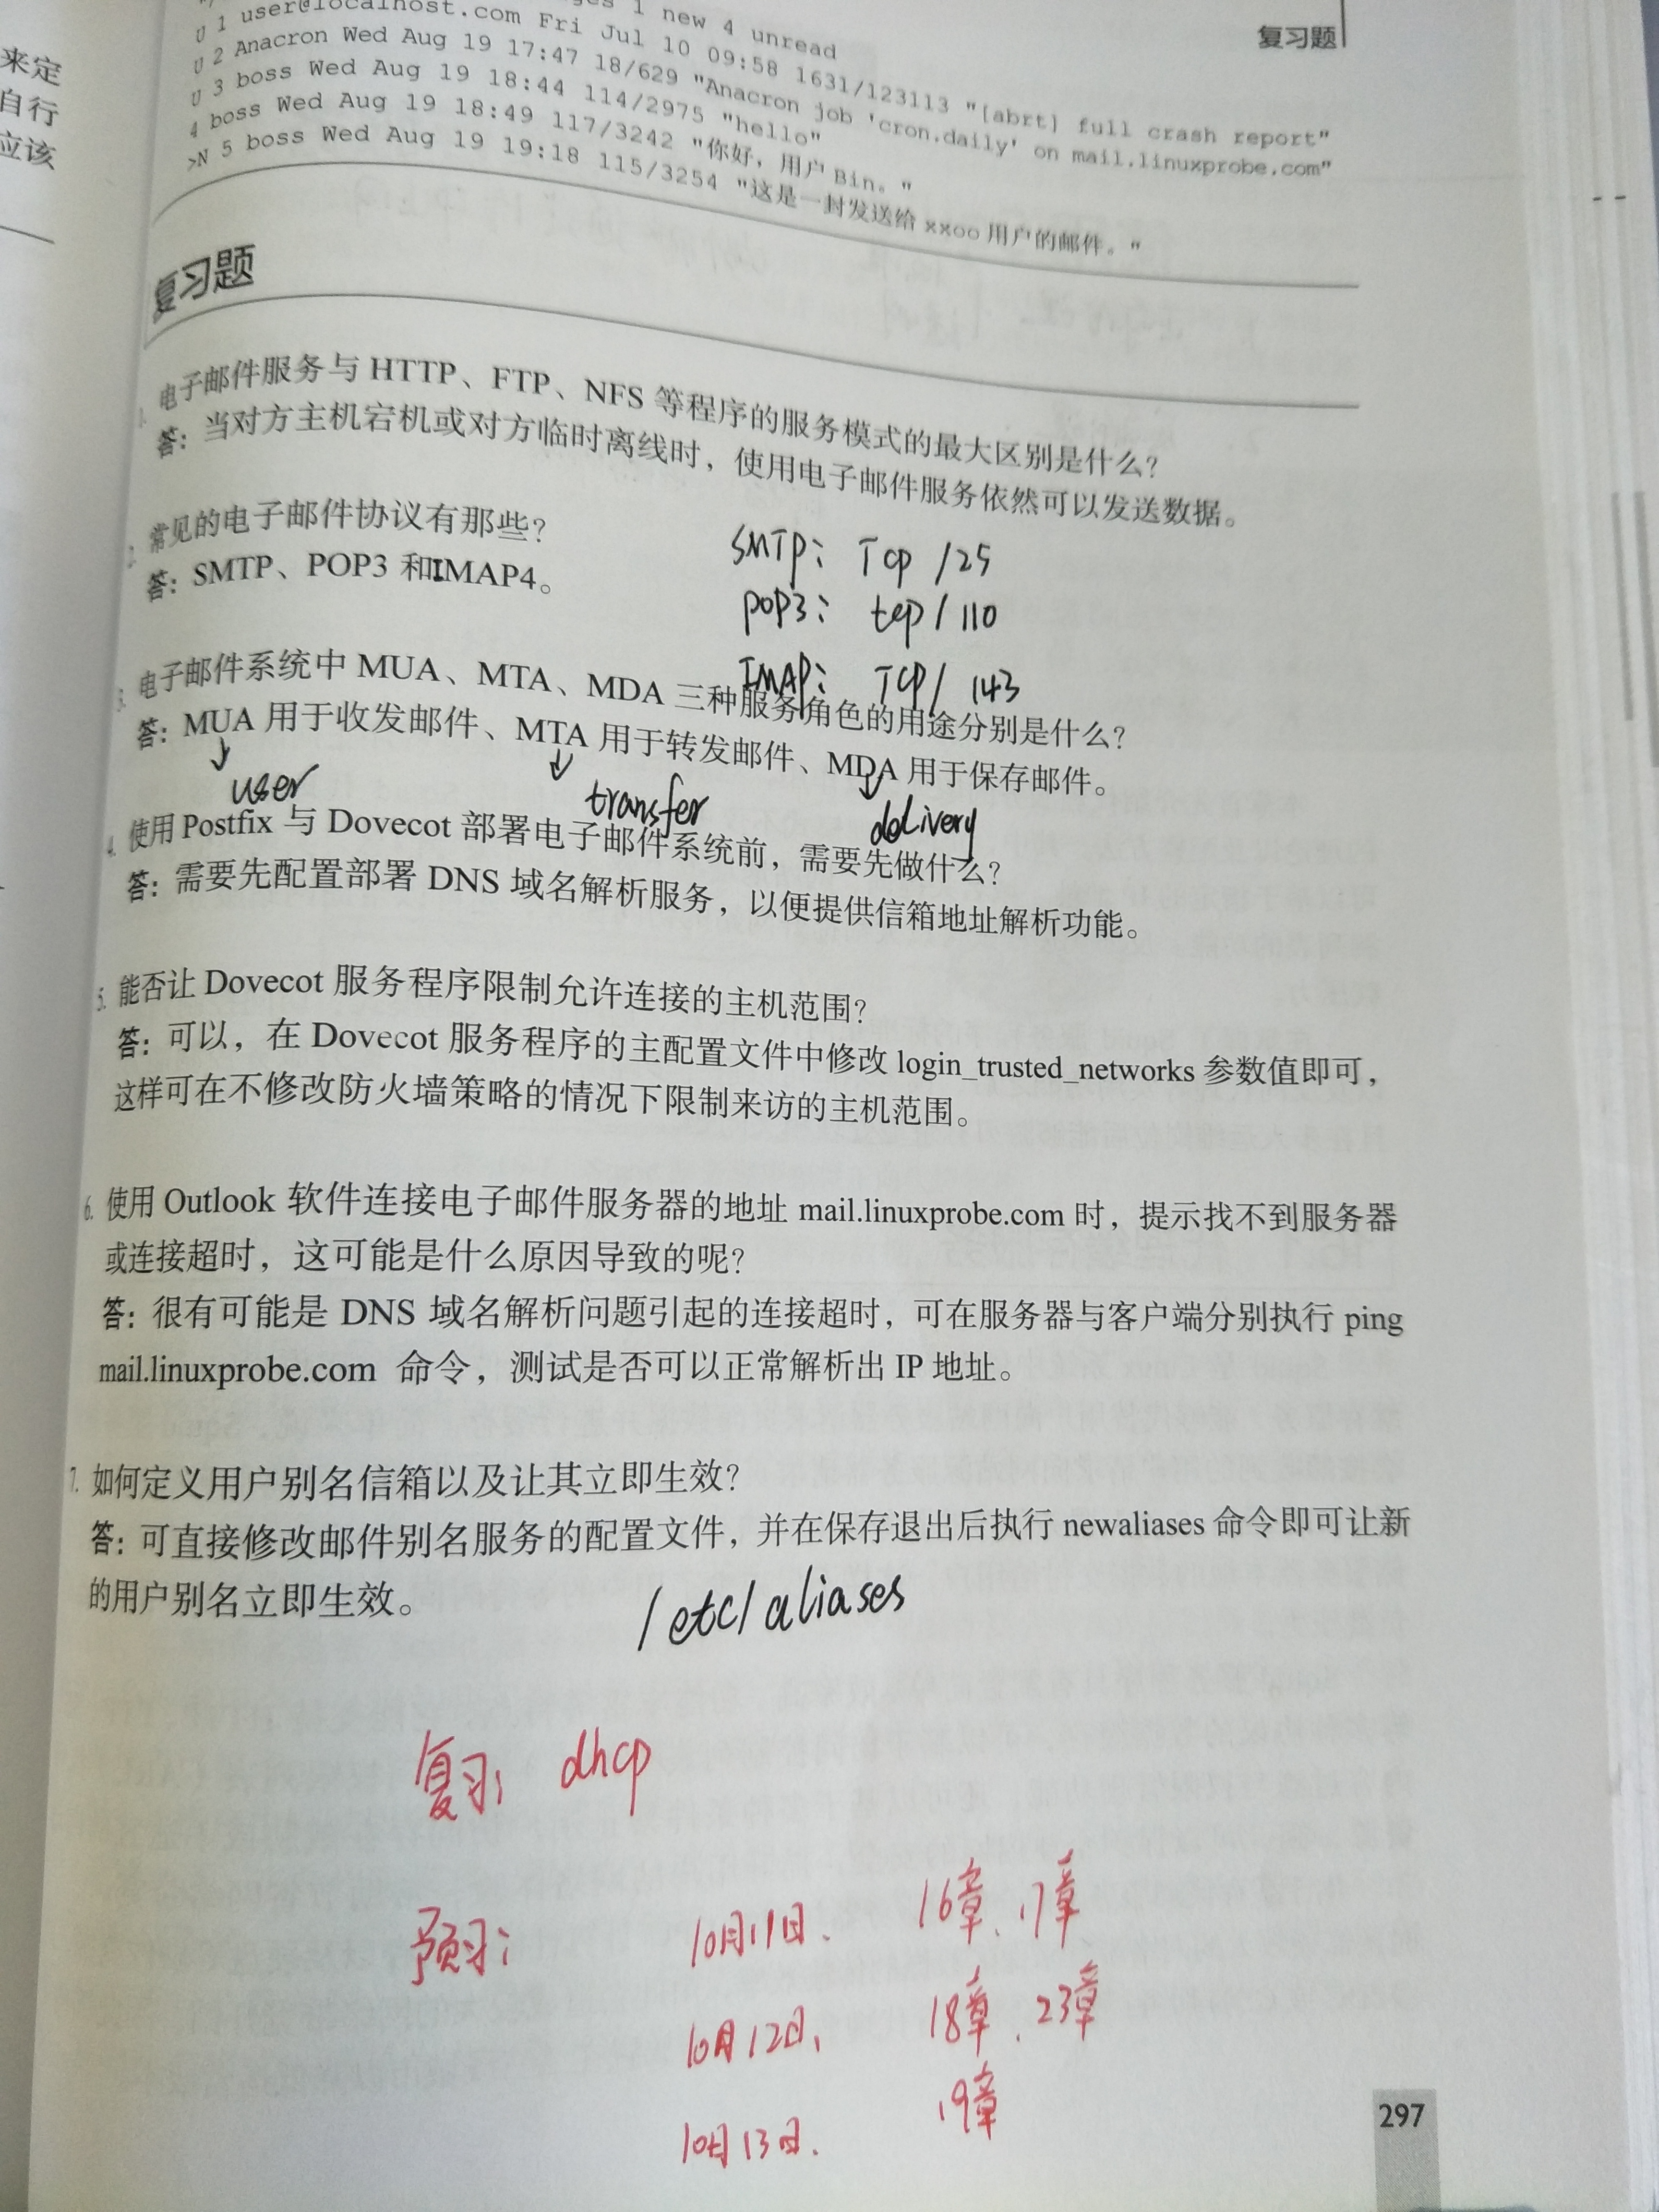 来定
自行
应该
复习题
1 new 4 unread
U 1 user@localhost.com Fri Jul 10 09:58 1631/123113 "[abrt] full crash report"
U 2 Anacron Wed Aug 19 17:47 18/629 "Anacron job 'cron.daily' on mail.linuxprobe.com"
U 3 boss Wed Aug 19 18:44 114/2975 "hello"
4 boss Wed Aug 19 18:49 117/3242 "你好，用户Bin。"
>N 5 boss Wed Aug 19 19:18 115/3254 "这是一封发送给 xxoo 用户的邮件。"
复习题
1. 电子邮件服务与 HTTP、FTP、NFS 等程序的服务模式的最大区别是什么？
答：当对方主机宕机或对方临时离线时，使用电子邮件服务依然可以发送数据。
2. 常见的电子邮件协议有那些？
答：SMTP、POP3 和IMAP4。
SMTP: Tcp /25
POP3: tcp / 110
IMAP: TCP/ 143
3. 电子邮件系统中 MUA、MTA、MDA 三种服务角色的用途分别是什么？
答：MUA 用于收发邮件、MTA 用于转发邮件、MDA 用于保存邮件。
user transfer delivery
4. 使用 Postfix 与 Dovecot 部署电子邮件系统前，需要先做什么？
答：需要先配置部署 DNS 域名解析服务，以便提供信箱地址解析功能。
5. 能否让 Dovecot 服务程序限制允许连接的主机范围？
答：可以，在 Dovecot 服务程序的主配置文件中修改 login_trusted_networks 参数值即可，
这样可在不修改防火墙策略的情况下限制来访的主机范围。
6. 使用 Outlook 软件连接电子邮件服务器的地址 mail.linuxprobe.com 时，提示找不到服务器
或连接超时，这可能是什么原因导致的呢？
答：很有可能是 DNS 域名解析问题引起的连接超时，可在服务器与客户端分别执行 ping
mail.linuxprobe.com 命令，测试是否可以正常解析出 IP 地址。
7. 如何定义用户别名信箱以及让其立即生效？
答：可直接修改邮件别名服务的配置文件，并在保存退出后执行 newaliases 命令即可让新
的用户别名立即生效。
/etc/aliases
复习： dhcp
预习： 10月11日、 16章、17章
10月12日、 18章、23章
19章
10月13日.
297